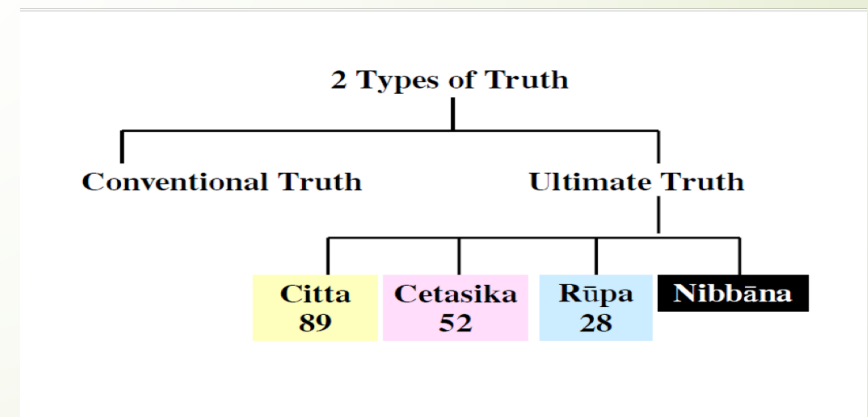 2 Types of Truth
Conventional Truth
Ultimate Truth
Citta
89
Cetasika
52
Rūpa
28
Nibbāna